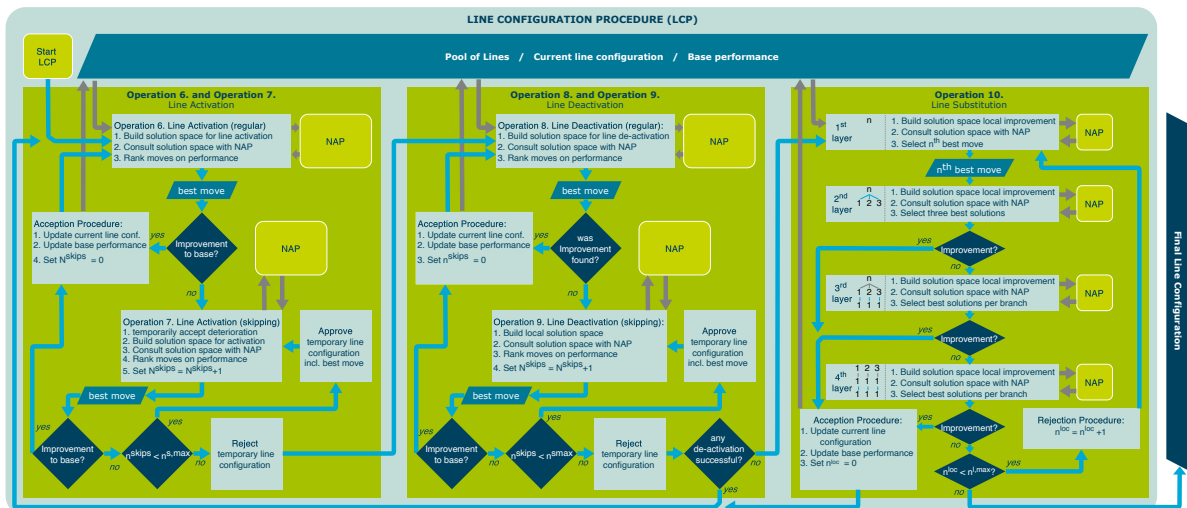 LINE CONFIGURATION PROCEDURE (LCP)
Start
LCP
Pool of Lines / Current line configuration / Base performance
Operation 6. and Operation 7.
Line Activation
Operation 6. Line Activation (regular)
1. Build solution space for line activation
2. Consult solution space with NAP
3. Rank moves on performance
NAP
best move
Acception Procedure:
1. Update current line conf.
2. Update base performance
4. Set N^skips = 0
yes
Improvement
to base?
no
NAP
Operation 7. Line Activation (skipping)
1. temporarily accept deterioration
2. Build solution space for activation
3. Consult solution space with NAP
4. Rank moves on performance
5. Set N^skips = N^skips+1
Approve
temporary line
configuration
incl. best move
best move
yes
Improvement
to base?
no
yes
n^skips < n^s,max
no
Reject
temporary line
configuration
Operation 8. and Operation 9.
Line Deactivation
Operation 8. Line Deactivation (regular):
1. Build solution space for line de-activation
2. Consult solution space with NAP
3. Rank moves on performance
NAP
best move
Acception Procedure:
1. Update current line conf.
2. Update base performance
3. Set n^skips = 0
yes
was
Improvement
found?
no
NAP
Operation 9. Line Deactivation (skipping):
1. Build local solution space
2. Consult solution space with NAP
3. Rank moves on performance
4. Set N^skips = N^skips+1
Approve
temporary line
configuration
incl. best move
best move
yes
Improvement
to base?
no
yes
n^skips < n^smax
no
Reject
temporary line
configuration
any
de-activation
successful?
no
yes
Operation 10.
Line Substitution
1st
layer
n
1. Build solution space local improvement
2. Consult solution space with NAP
3. Select n^th best move
NAP
n^th best move
2nd
layer
n
1 2 3
1. Build solution space local improvement
2. Consult solution space with NAP
3. Select three best solutions
NAP
yes
Improvement?
no
3rd
layer
n
1 2 3
1 1 1
1. Build solution space local improvement
2. Consult solution space with NAP
3. Select best solutions per branch
NAP
yes
Improvement?
no
4th
layer
1 2 3
1 1 1
1 1 1
1. Build solution space local improvement
2. Consult solution space with NAP
3. Select best solutions per branch
NAP
Acception Procedure:
1. Update current line
configuration
2. Update base performance
3. Set n^loc = 0
yes
Improvement?
no
Rejection Procedure:
n^loc = n^loc +1
n^loc < n^l,max?
yes
no
Final Line Configuration